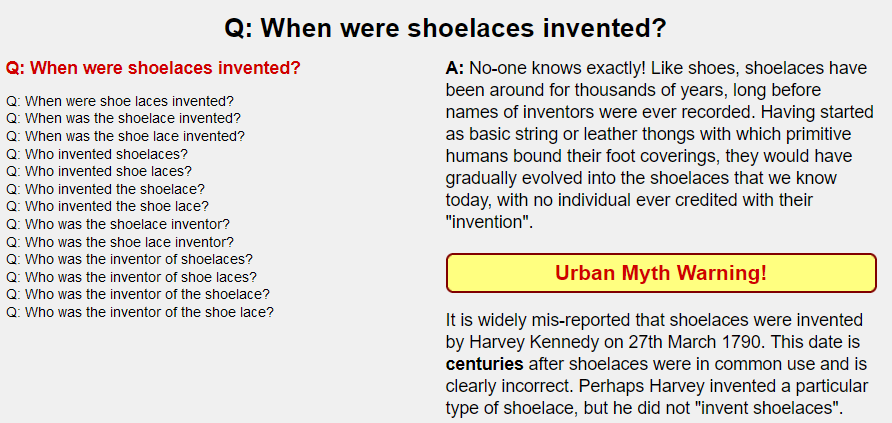 Q: When were shoelaces invented?
Q: When were shoelaces invented?
Q: When were shoe laces invented?
Q: When was the shoelace invented?
Q: When was the shoe lace invented?
Q: Who invented shoelaces?
Q: Who invented shoe laces?
Q: Who invented the shoelace?
Q: Who invented the shoe lace?
Q: Who was the shoelace inventor?
Q: Who was the shoe lace inventor?
Q: Who was the inventor of shoelaces?
Q: Who was the inventor of shoe laces?
Q: Who was the inventor of the shoelace?
Q: Who was the inventor of the shoe lace?
A: No-one knows exactly! Like shoes, shoelaces have
been around for thousands of years, long before
names of inventors were ever recorded. Having started
as basic string or leather thongs with which primitive
humans bound their foot coverings, they would have
gradually evolved into the shoelaces that we know
today, with no individual ever credited with their
"invention".
Urban Myth Warning!
It is widely mis-reported that shoelaces were invented
by Harvey Kennedy on 27th March 1790. This date is
centuries after shoelaces were in common use and is
clearly incorrect. Perhaps Harvey invented a particular
type of shoelace, but he did not "invent shoelaces".